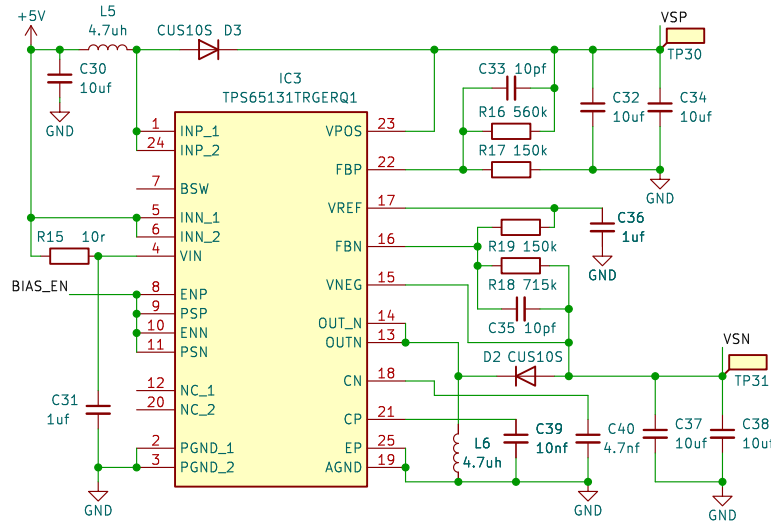 +5V
L5
4.7uh
CUS10S D3
VSP
TP30
C30
10uf
GND
IC3
TPS65131TRGERQ1
C33 10pf
R16 560k
R17 150k
C32
10uf
C34
10uf
GND
1 INP_1
24 INP_2
7 BSW
5 INN_1
6 INN_2
4 VIN
8 ENP
9 PSP
10 ENN
11 PSN
12 NC_1
20 NC_2
2 PGND_1
3 PGND_2
VPOS 23
FBP 22
VREF 17
FBN 16
VNEG 15
OUT_N 14
OUTN 13
CN 18
CP 21
EP 25
AGND 19
R15 10r
BIAS_EN
C31
1uf
GND
R19 150k
R18 715k
C35 10pf
C36
1uf
GND
D2 CUS10S
VSN
TP31
L6
4.7uh
C39
10nf
C40
4.7nf
C37
10uf
C38
10uf
GND
GND